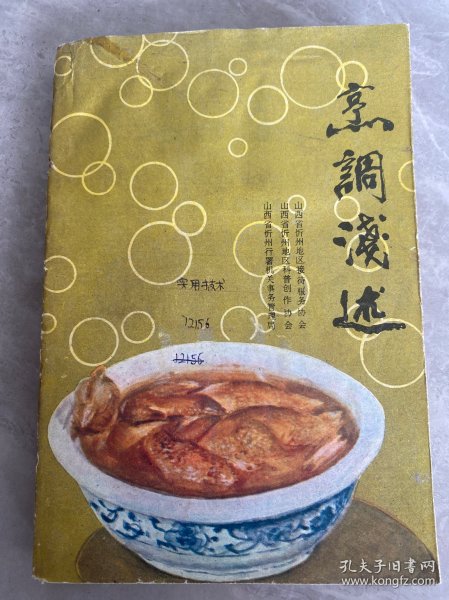 烹調淺述
山西省忻州地区接待服务协会
山西省忻州地区科普创作协会
山西省忻州行署机关事务管理局
实用技术
12156
12156
孔夫子旧书网
www.kongfz.com